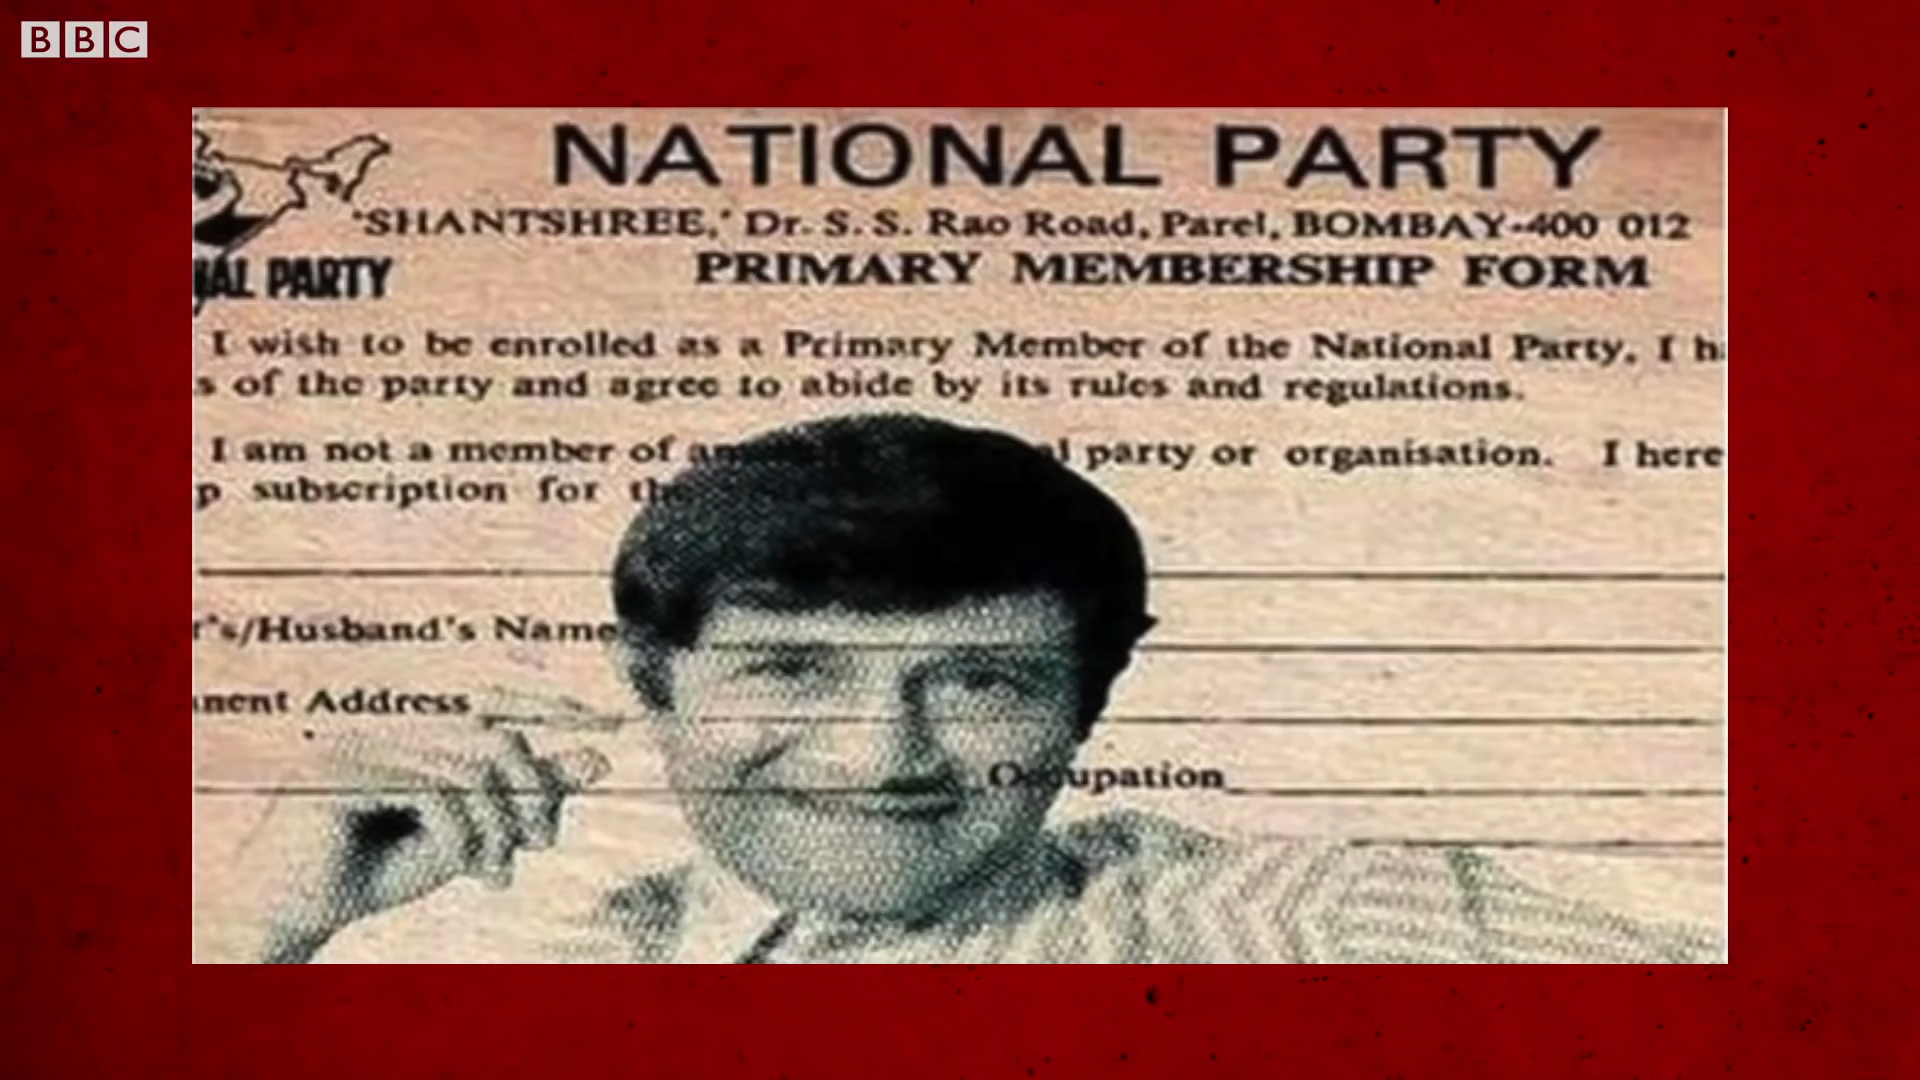 BBC
NATIONAL PARTY
'SHANTSHREE,' Dr. S. S. Rao Road, Parel, BOMBAY-400 012
PARTY
PRIMARY MEMBERSHIP FORM
I wish to be enrolled as a Primary Member of the National Party, I
of the party and agree to abide by its rules and regulations.
I am not a member of party or organisation. I here
subscription for
/Husband's Name
Address
Occupation